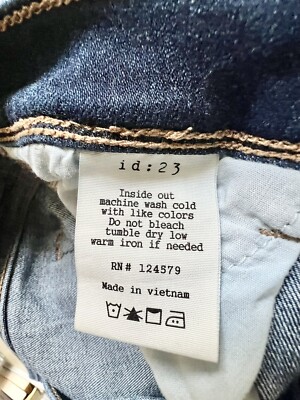 id:23
Inside out
machine wash cold
with like colors
Do not bleach
tumble dry low
warm iron if needed
RN# 124579
Made in vietnam